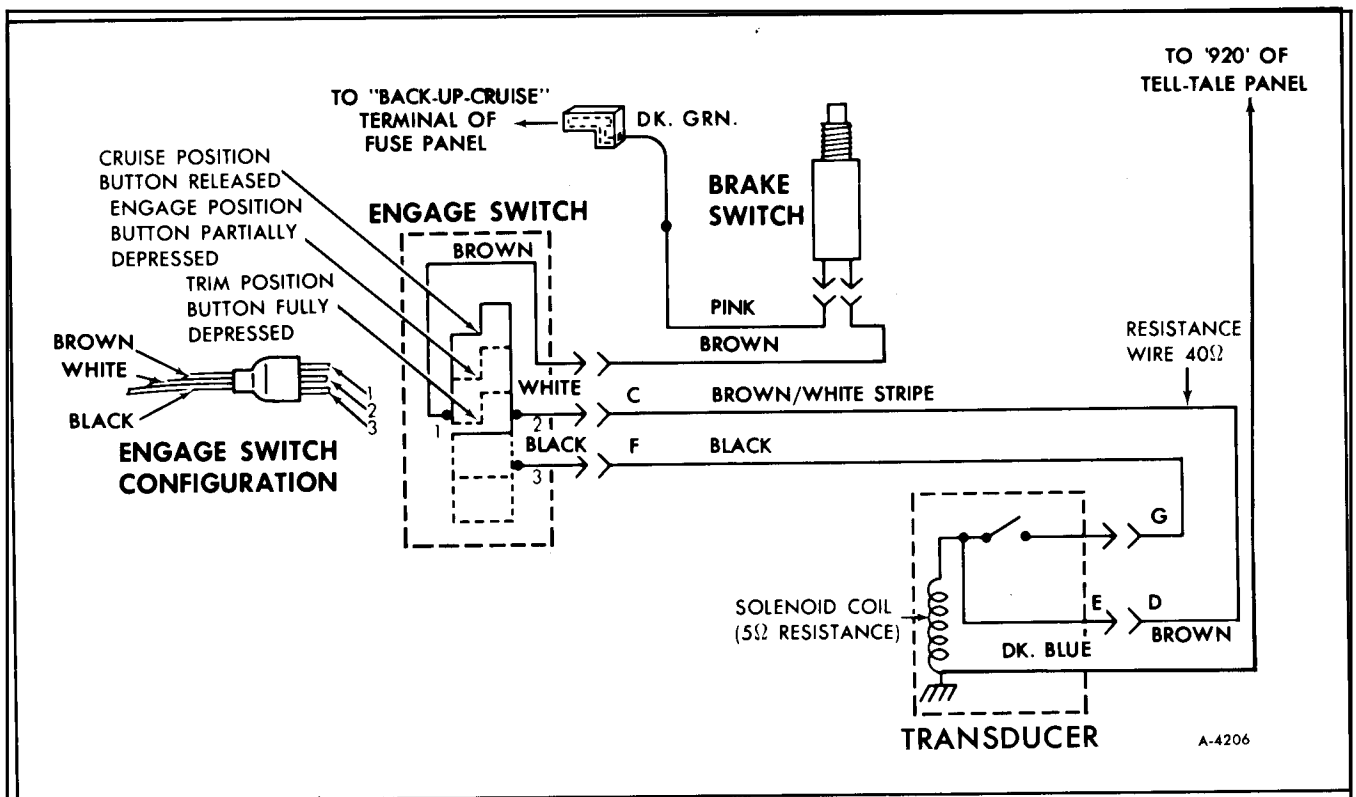 TO '920' OF
TELL-TALE PANEL
TO "BACK-UP-CRUISE"
TERMINAL OF
FUSE PANEL
DK. GRN.
CRUISE POSITION
BUTTON RELEASED
ENGAGE POSITION
BUTTON PARTIALLY
DEPRESSED
TRIM POSITION
BUTTON FULLY
DEPRESSED
ENGAGE SWITCH
BROWN
BRAKE
SWITCH
PINK
BROWN
WHITE
C
BROWN/WHITE STRIPE
RESISTANCE
WIRE 40Ω
1
2
BLACK
F
BLACK
3
BROWN
WHITE
BLACK
1
2
3
ENGAGE SWITCH
CONFIGURATION
G
SOLENOID COIL
(5Ω RESISTANCE)
E
D
BROWN
DK. BLUE
TRANSDUCER
A-4206